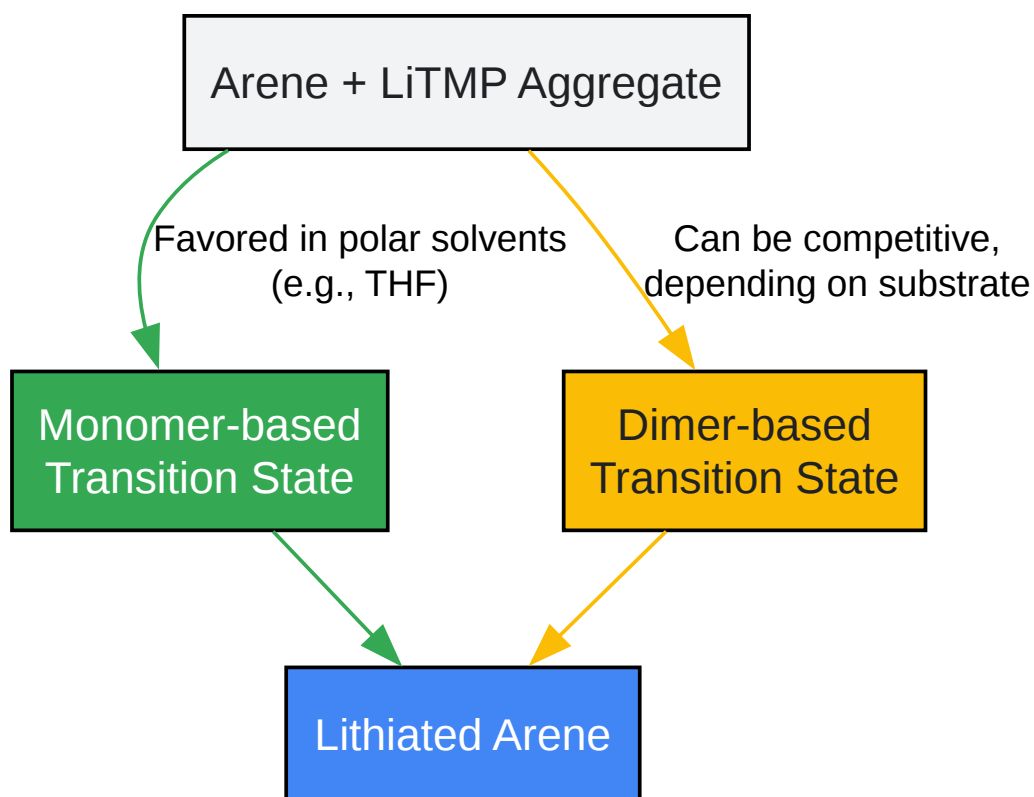 Arene + LiTMP Aggregate
Favored in polar solvents
(e.g., THF)
Can be competitive,
depending on substrate
Monomer-based
Transition State
Dimer-based
Transition State
Lithiated Arene